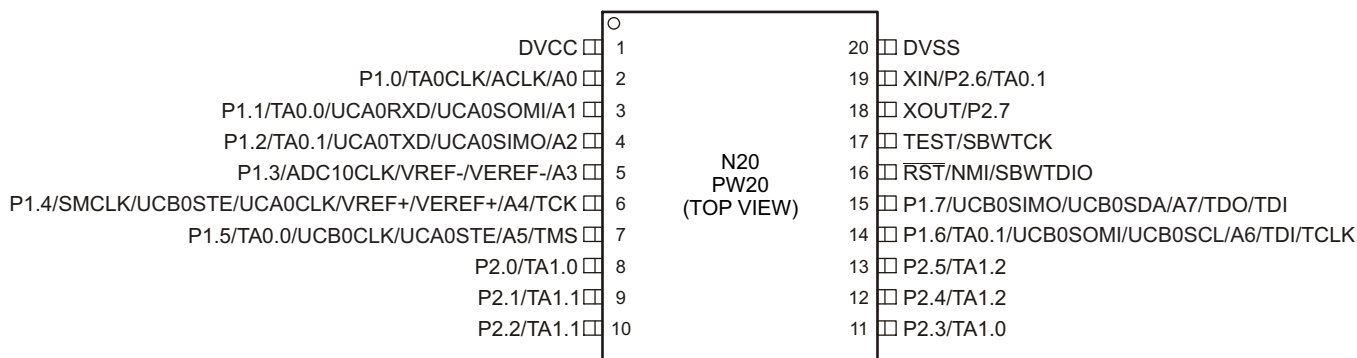 DVCC 1
P1.0/TA0CLK/ACLK/A0 2
P1.1/TA0.0/UCA0RXD/UCA0SOMI/A1 3
P1.2/TA0.1/UCA0TXD/UCA0SIMO/A2 4
P1.3/ADC10CLK/VREF-/VEREF-/A3 5
P1.4/SMCLK/UCB0STE/UCA0CLK/VREF+/VEREF+/A4/TCK 6
P1.5/TA0.0/UCB0CLK/UCA0STE/A5/TMS 7
P2.0/TA1.0 8
P2.1/TA1.1 9
P2.2/TA1.1 10
N20
PW20
(TOP VIEW)
20 DVSS
19 XIN/P2.6/TA0.1
18 XOUT/P2.7
17 TEST/SBWTCK
16 R̅S̅T̅/NMI/SBWTDIO
15 P1.7/UCB0SIMO/UCB0SDA/A7/TDO/TDI
14 P1.6/TA0.1/UCB0SOMI/UCB0SCL/A6/TDI/TCLK
13 P2.5/TA1.2
12 P2.4/TA1.2
11 P2.3/TA1.0